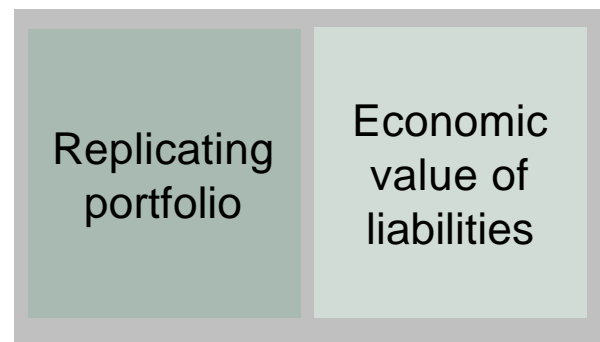 Replicating
portfolio
Economic
value of
liabilities